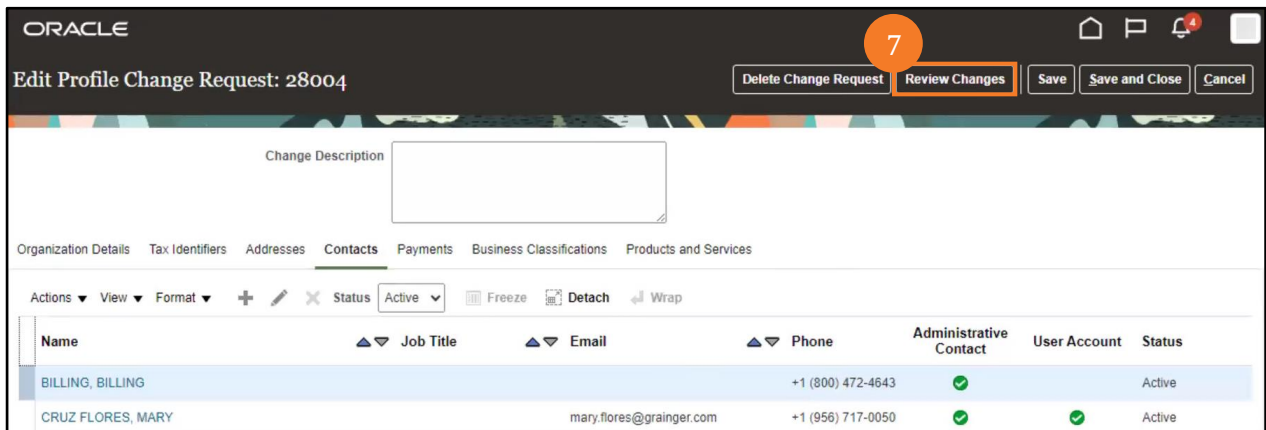 ORACLE
4
7
Edit Profile Change Request: 28004
Delete Change Request Review Changes Save Save and Close Cancel
Change Description
Organization Details Tax Identifiers Addresses Contacts Payments Business Classifications Products and Services
Actions View Format Status Active Freeze Detach Wrap
Name Job Title Email Phone Administrative Contact User Account Status
BILLING, BILLING +1 (800) 472-4643 Active
CRUZ FLORES, MARY mary.flores@grainger.com +1 (956) 717-0050 Active